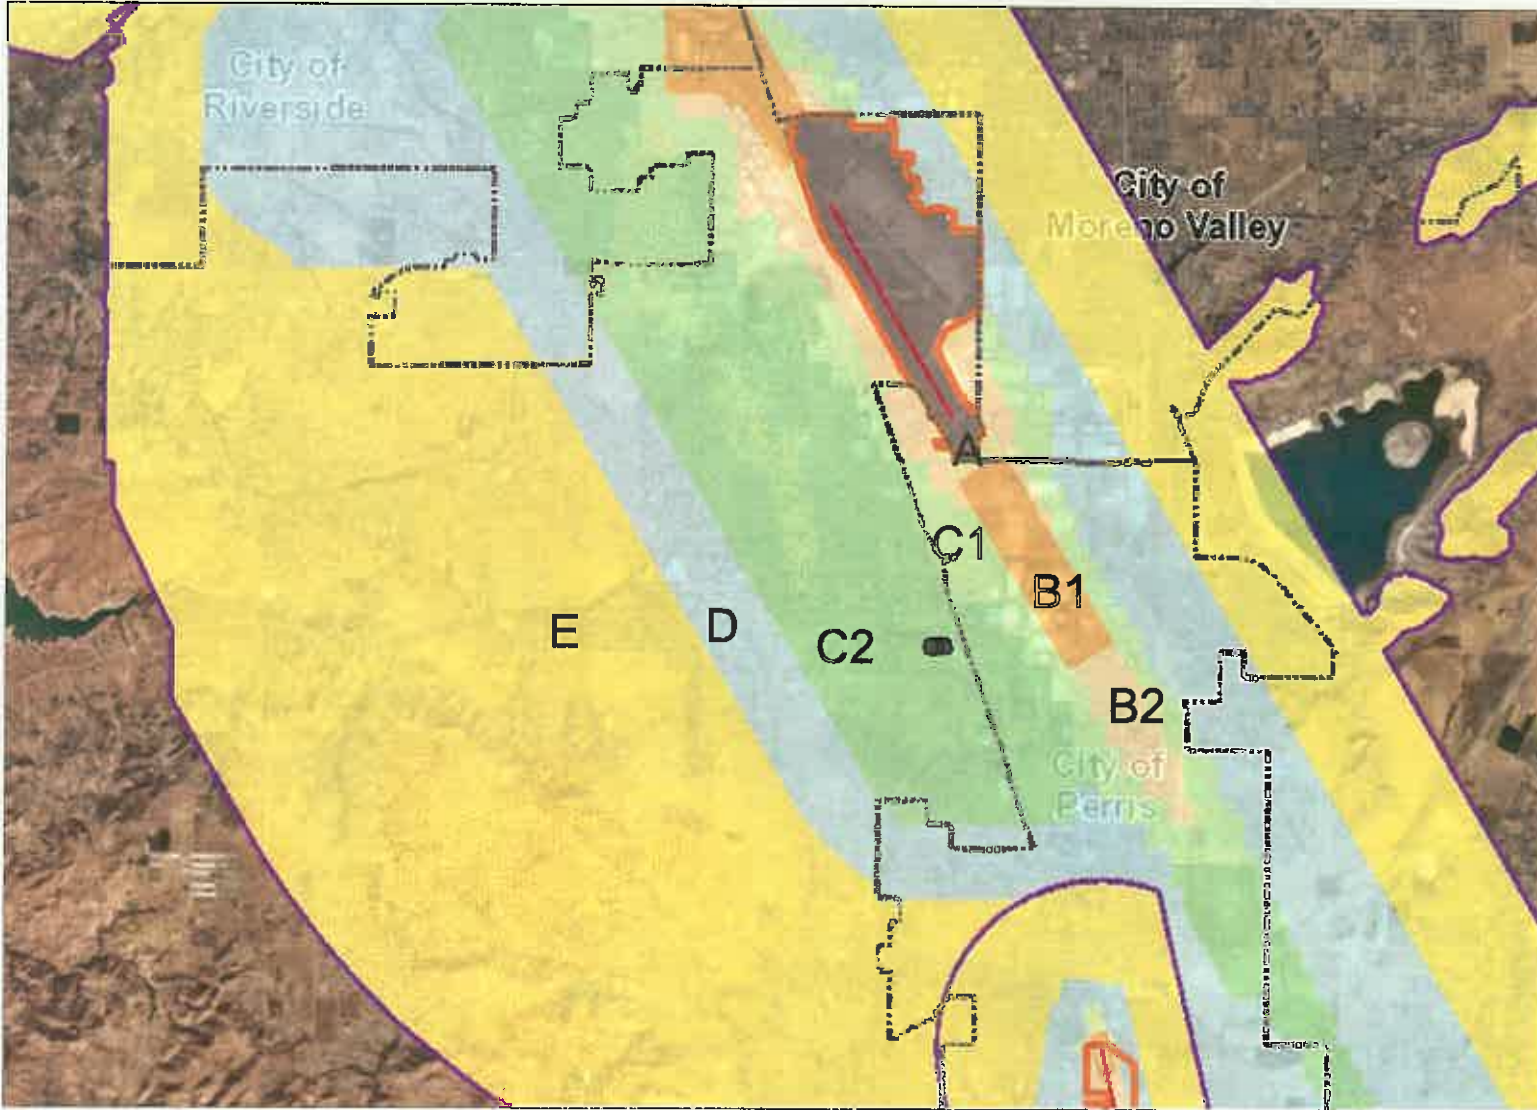 City of
Riverside
City of
Moreno Valley
A
C1
B1
E
D
C2
B2
City of
Perris